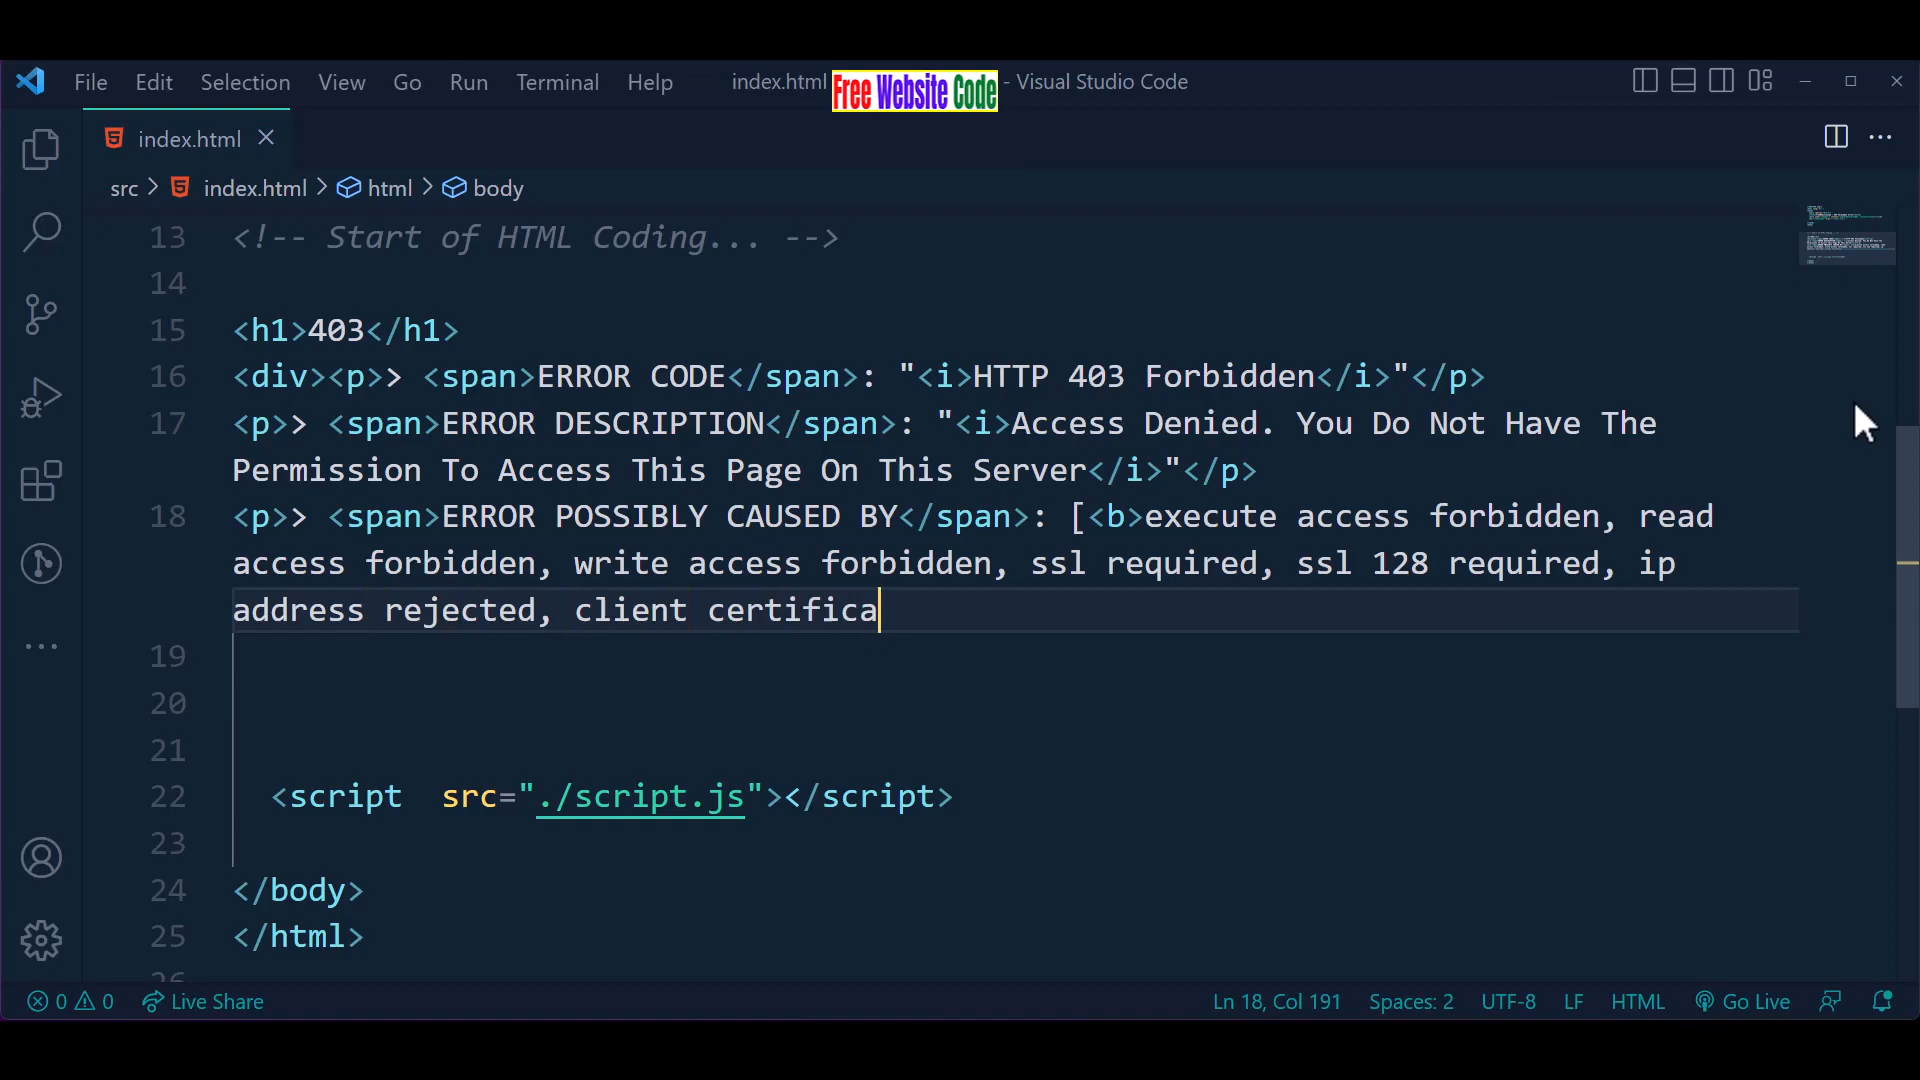 File Edit Selection View Go Run Terminal Help index.html Free Website Code - Visual Studio Code
index.html
src > index.html > html > body
13 <!-- Start of HTML Coding... -->
14
15 <h1>403</h1>
16 <div><p>> <span>ERROR CODE</span>: "<i>HTTP 403 Forbidden</i>"</p>
17 <p>> <span>ERROR DESCRIPTION</span>: "<i>Access Denied. You Do Not Have The
Permission To Access This Page On This Server</i>"</p>
18 <p>> <span>ERROR POSSIBLY CAUSED BY</span>: [<b>execute access forbidden, read
access forbidden, write access forbidden, ssl required, ssl 128 required, ip
address rejected, client certifica
19
20
21
22 <script src="./script.js"></script>
23
24 </body>
25 </html>
26
0 0 Live Share Ln 18, Col 191 Spaces: 2 UTF-8 LF HTML Go Live